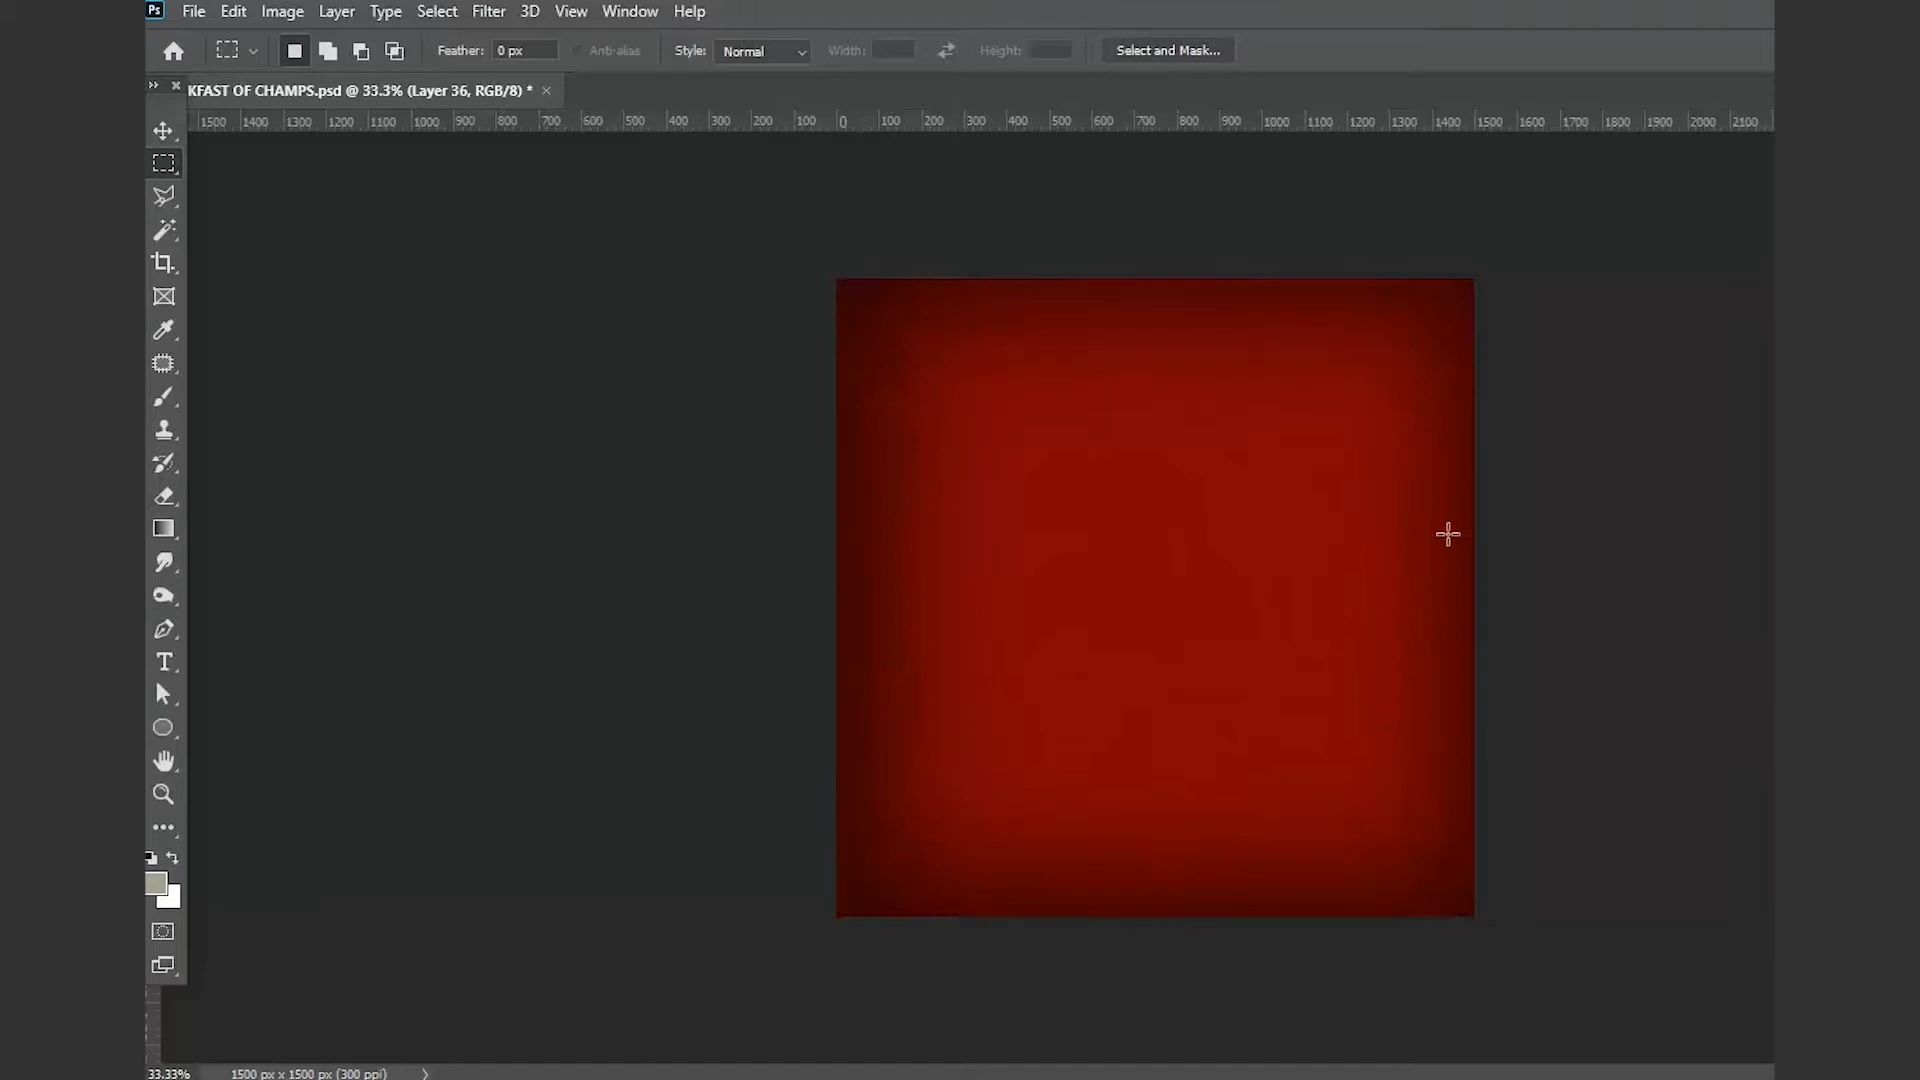 Ps File Edit Image Layer Type Select Filter 3D View Window Help
Feather: 0 px Anti-alias Style: Normal Width: Height: Select and Mask...
KFAST OF CHAMPS.psd @ 33.3% (Layer 36, RGB/8) * ×
1500 1400 1300 1200 1100 1000 900 800 700 600 500 400 300 200 100 0 100 200 300 400 500 600 700 800 900 1000 1100 1200 1300 1400 1500 1600 1700 1800 1900 2000 2100
33.33% 1500 px x 1500 px (300 ppi)